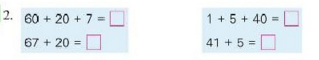 2. 60 + 20 + 7 = □
67 + 20 = □
1 + 5 + 40 = □
41 + 5 = □